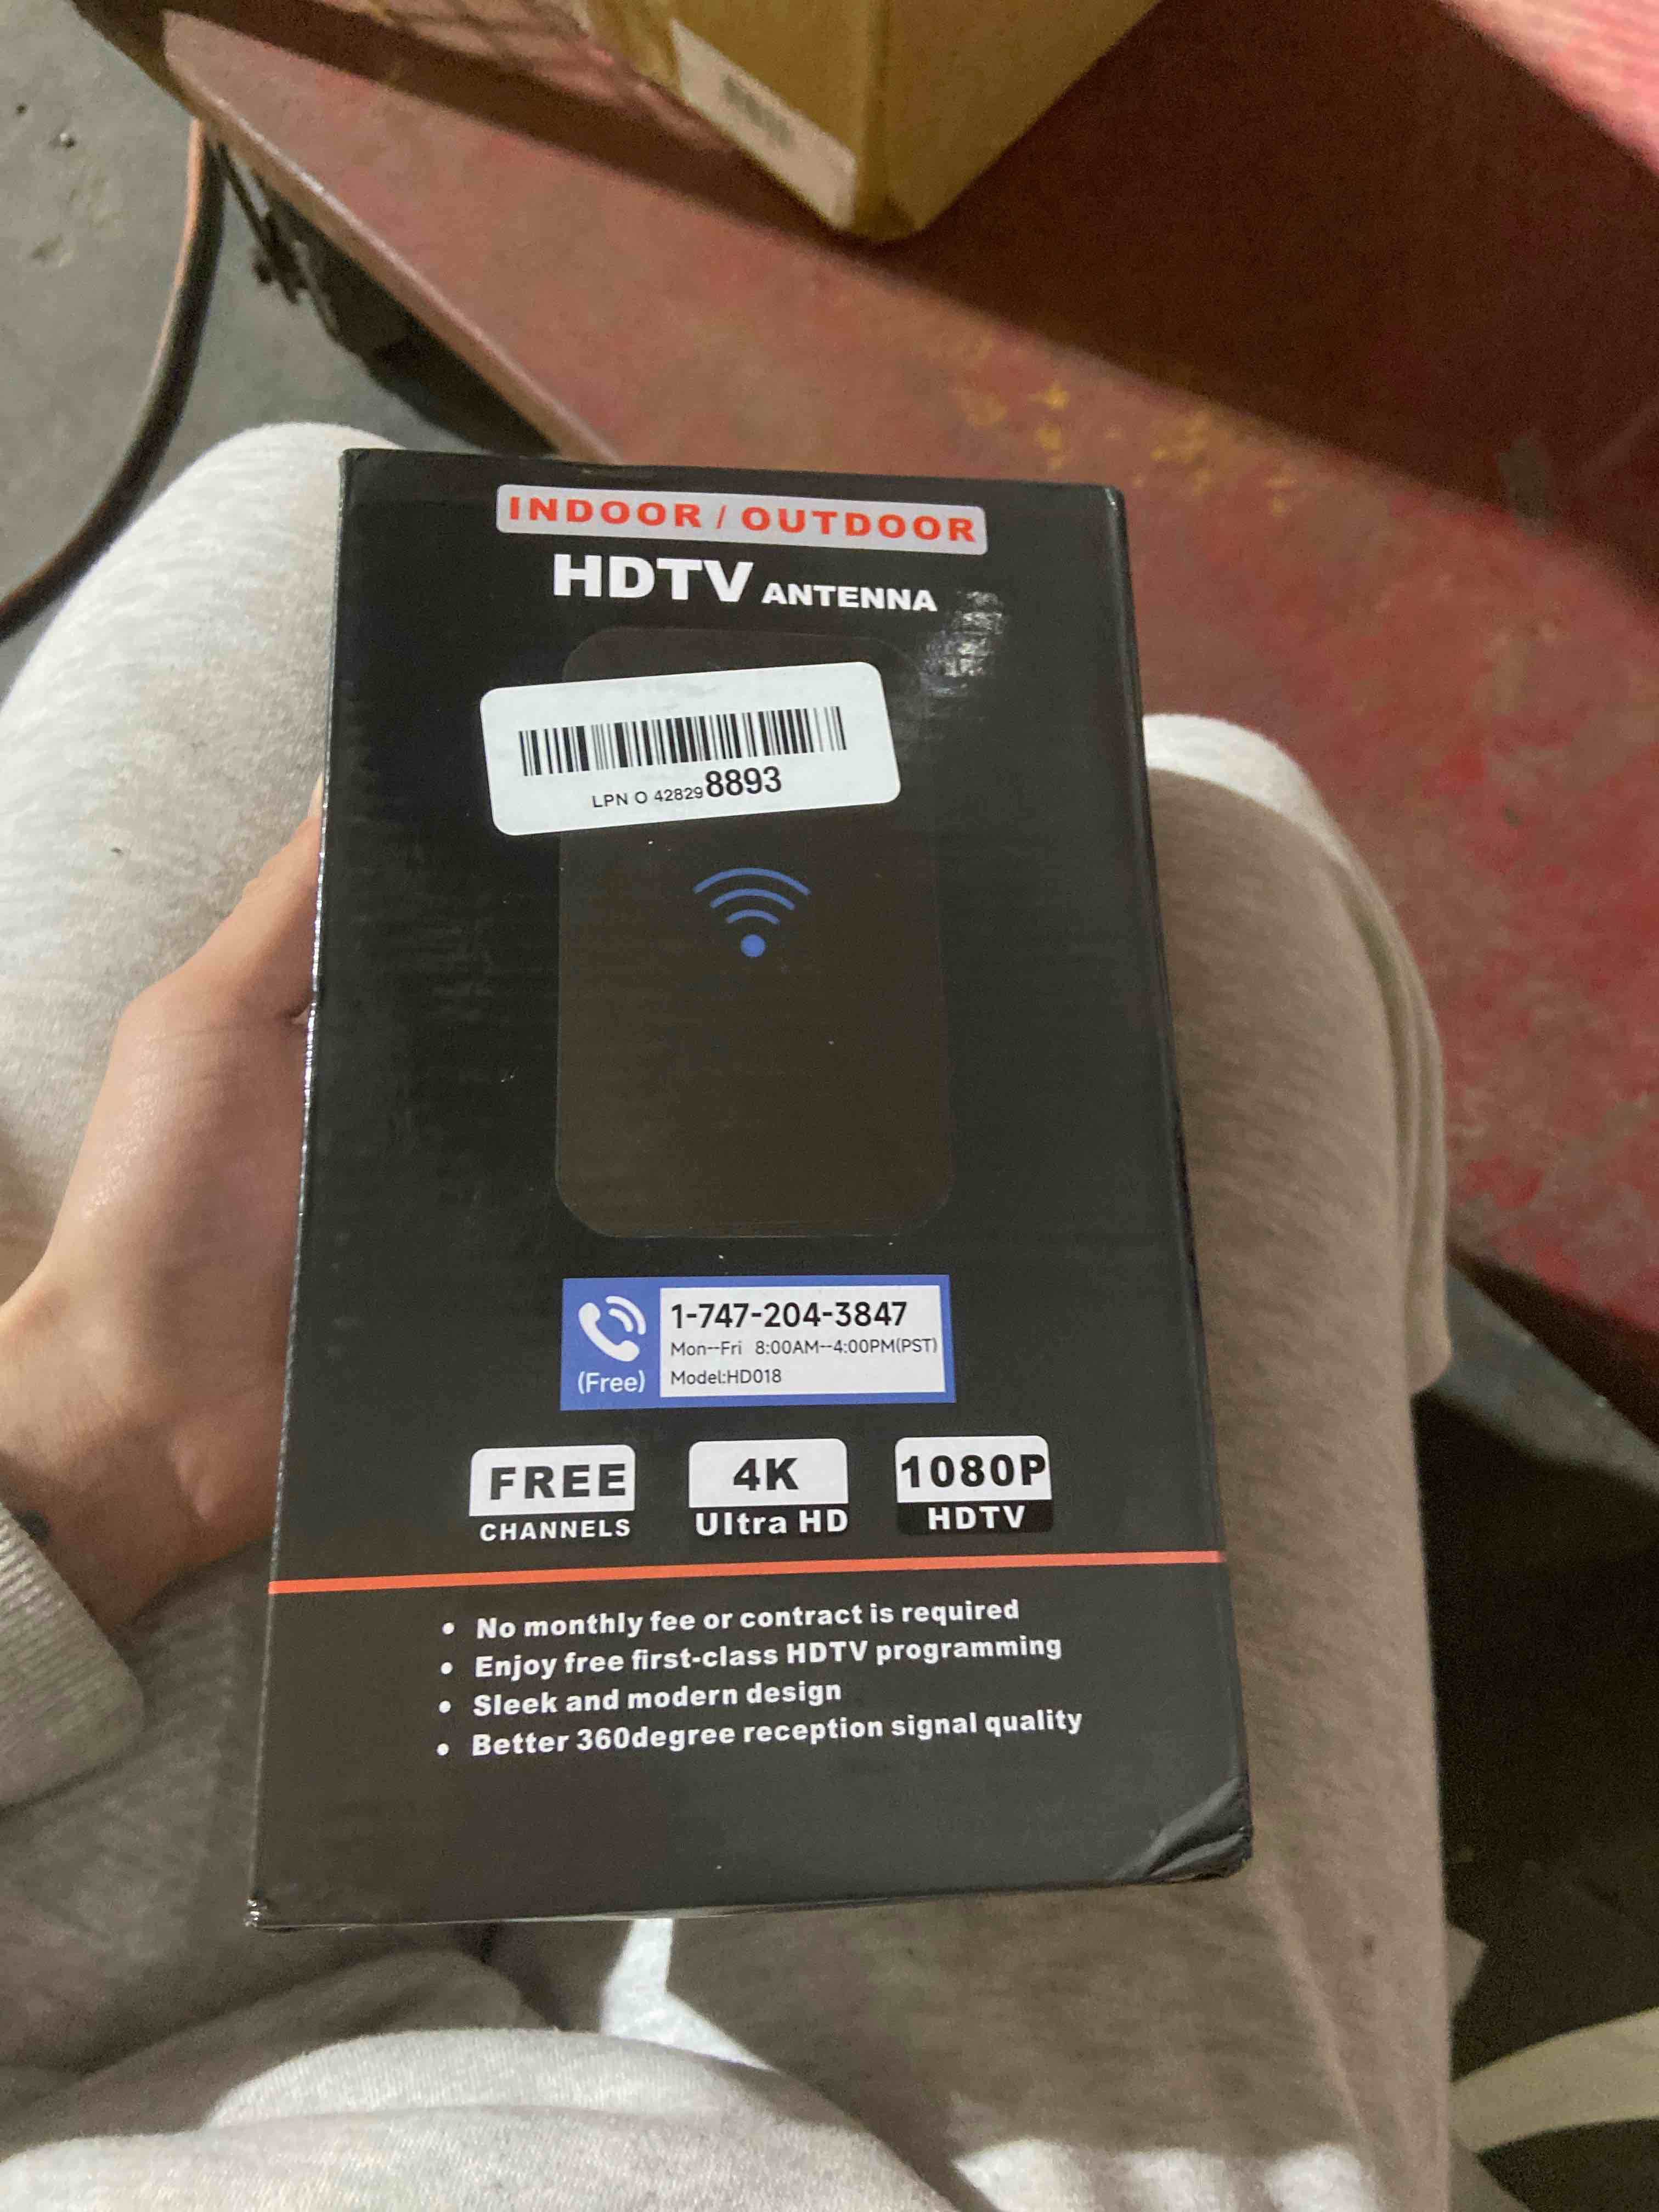 INDOOR / OUTDOOR
HDTV ANTENNA
LPN O 428298893
1-747-204-3847
Mon--Fri 8:00AM--4:00PM(PST)
(Free)
Model:HD018
FREE
CHANNELS
4K
Ultra HD
1080P
HDTV
• No monthly fee or contract is required
• Enjoy free first-class HDTV programming
• Sleek and modern design
• Better 360degree reception signal quality